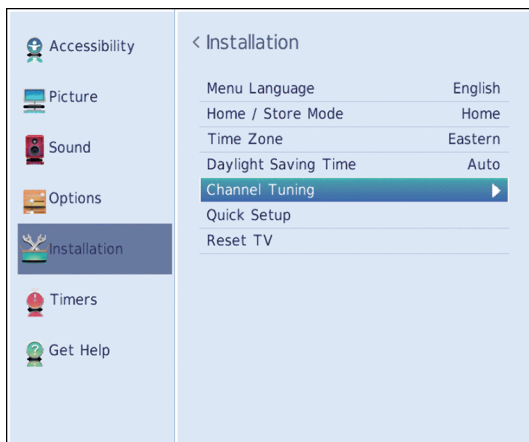 Accessibility
Picture
Sound
Options
Installation
Timers
Get Help
< Installation
Menu Language English
Home / Store Mode Home
Time Zone Eastern
Daylight Saving Time Auto
Channel Tuning
Quick Setup
Reset TV